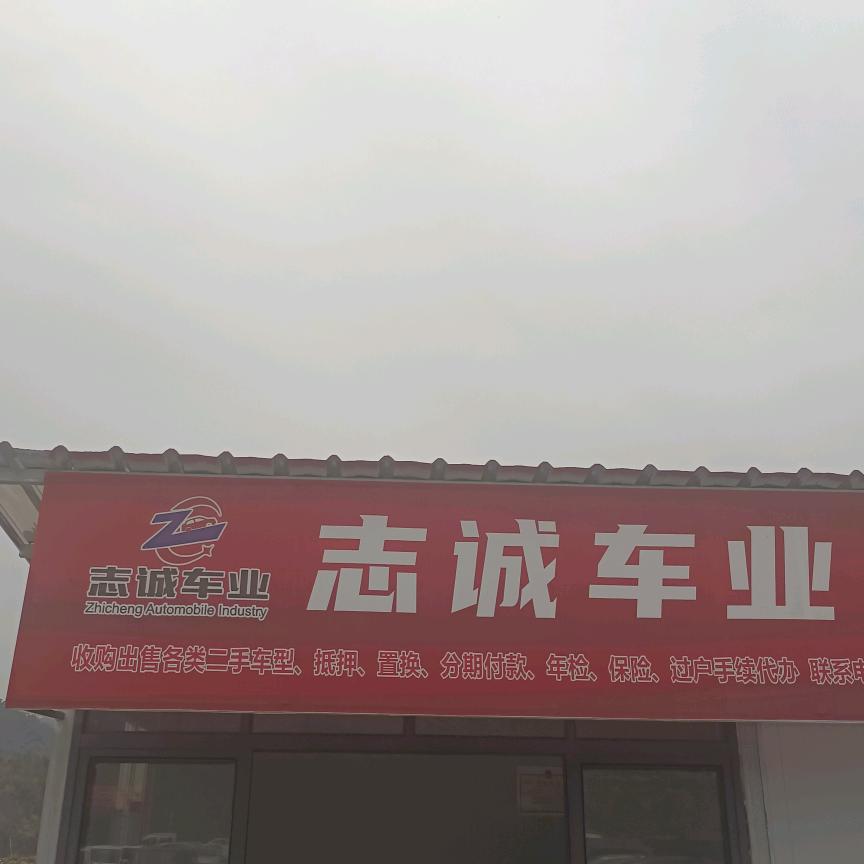 志诚车业
志诚车业
Zhicheng Automobile Industry
收购出售各类二手车型、抵押、置换、分期付款、年检、保险、过户手续代办 联系电